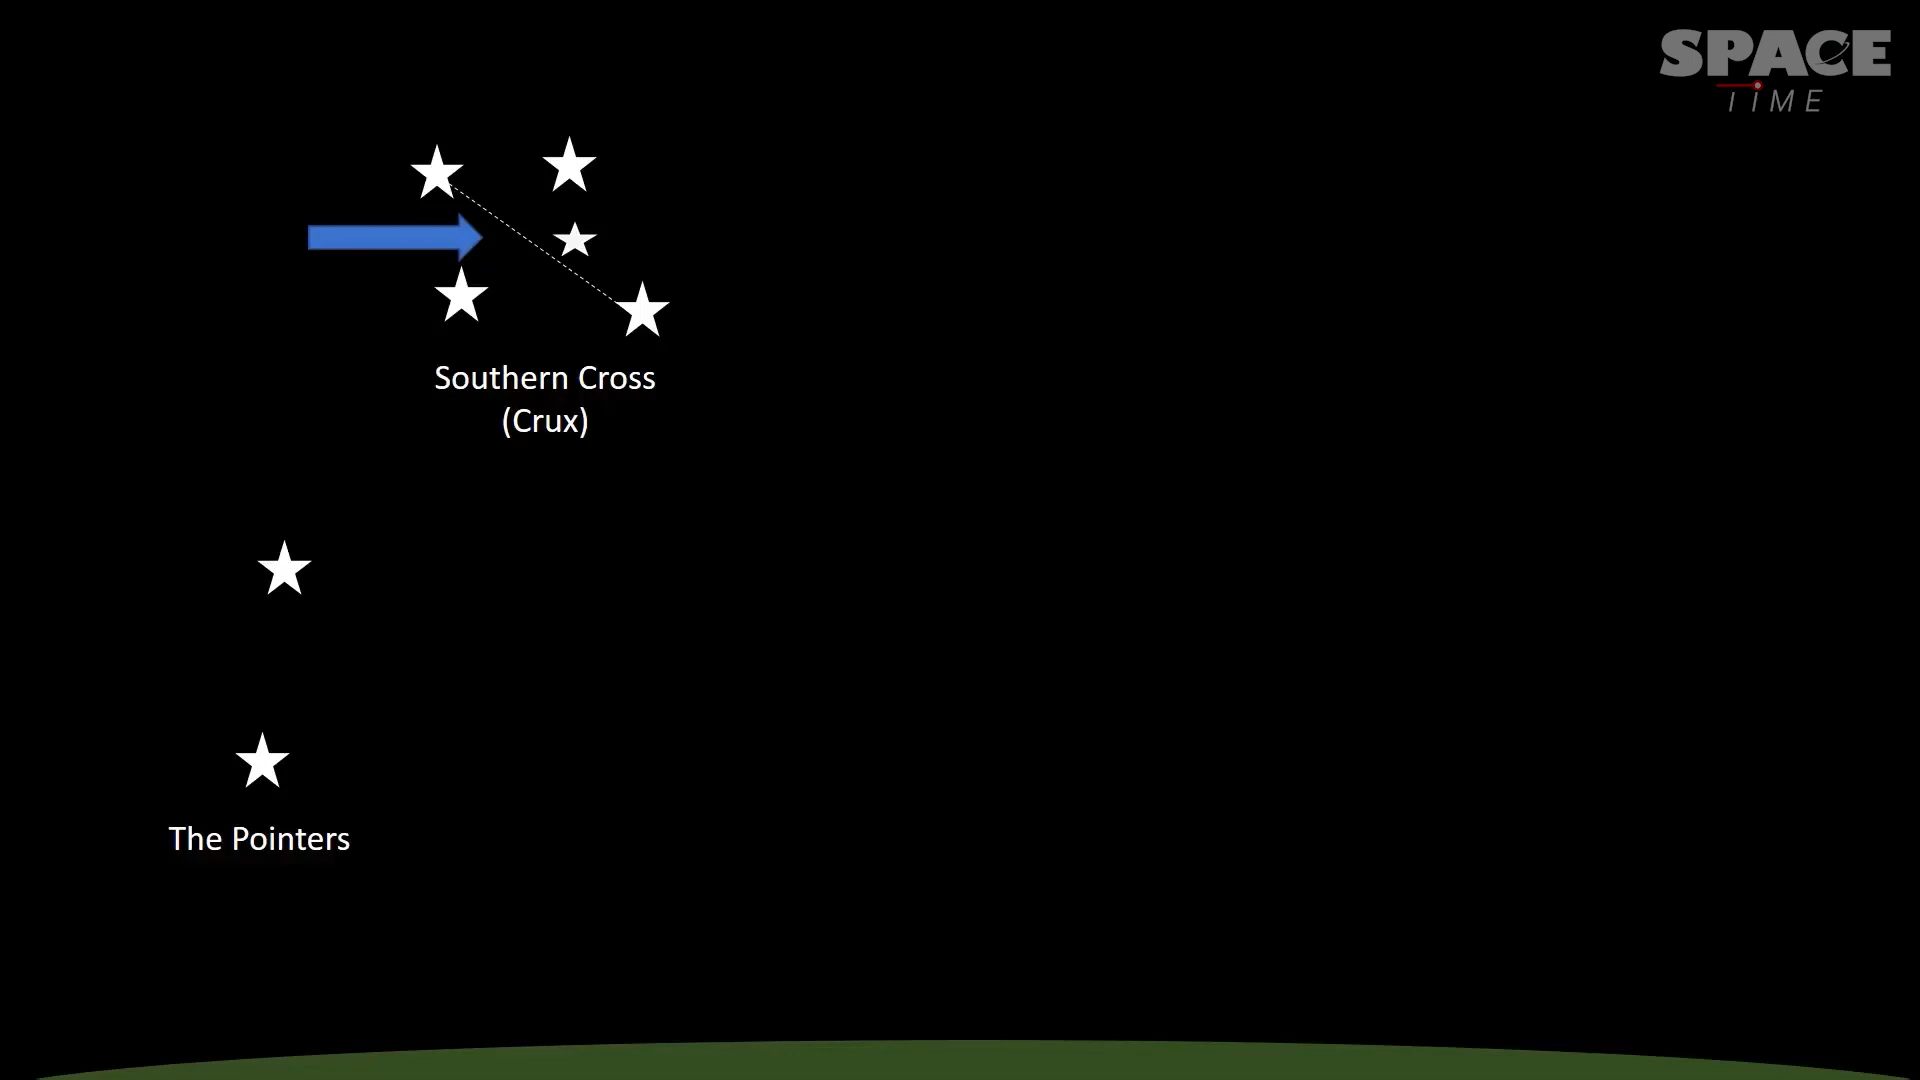 SPACE
TIME
Southern Cross
(Crux)
The Pointers